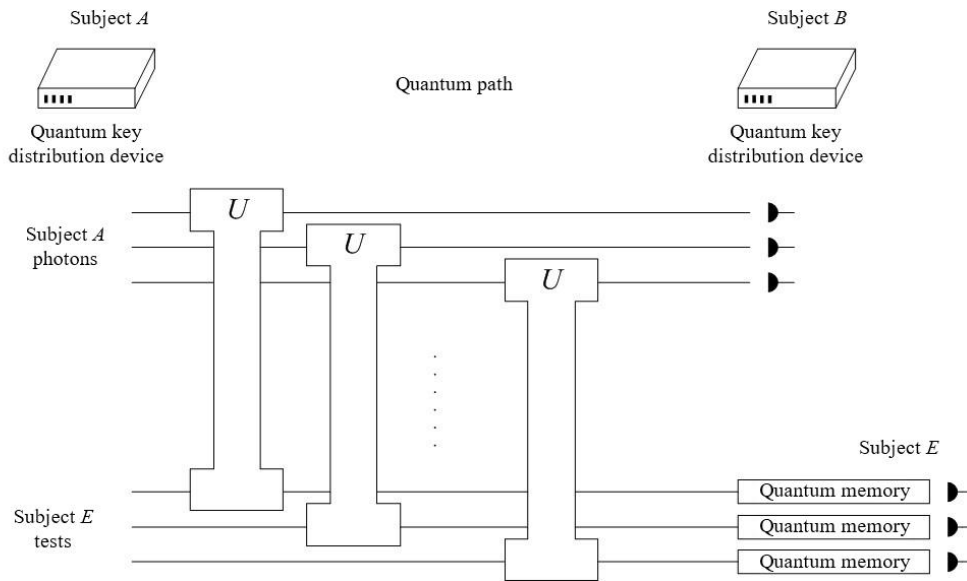 Subject A
Subject B
Quantum path
Quantum key
distribution device
Quantum key
distribution device
U
Subject A
photons
U
U
Subject E
Subject E
tests
Quantum memory
Quantum memory
Quantum memory